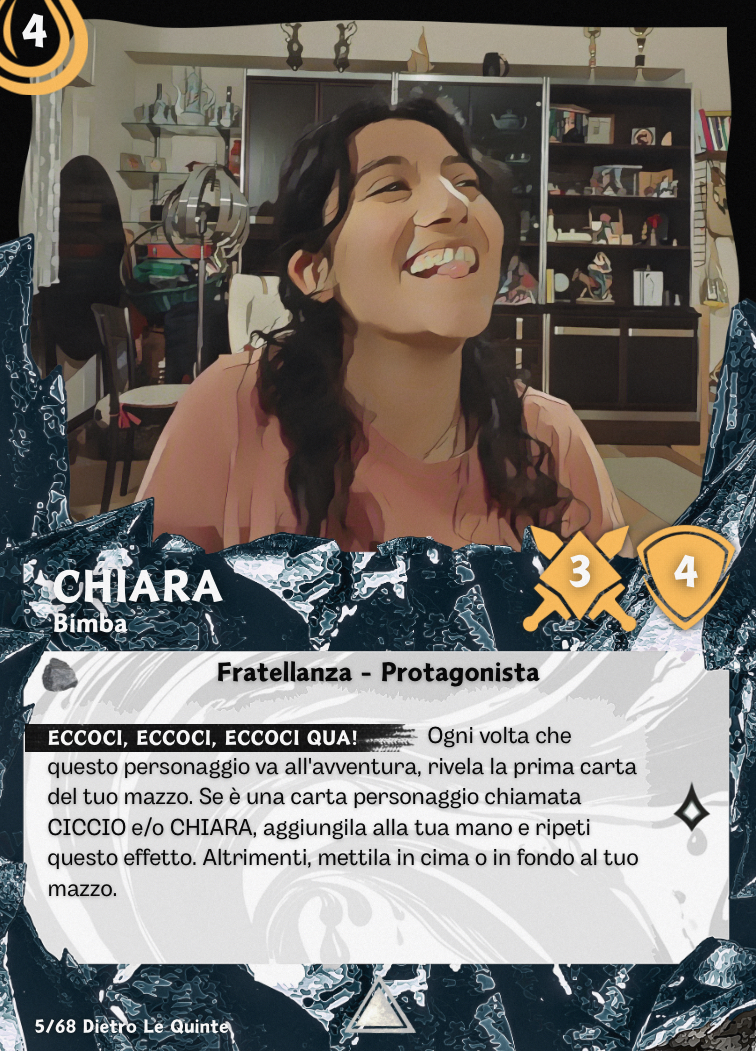 4
CHIARA
Bimba
3
4
Fratellanza - Protagonista
ECCOCI, ECCOCI, ECCOCI QUA! Ogni volta che
questo personaggio va all'avventura, rivela la prima carta
del tuo mazzo. Se è una carta personaggio chiamata
CICCIO e/o CHIARA, aggiungila alla tua mano e ripeti
questo effetto. Altrimenti, mettila in cima o in fondo al tuo
mazzo.
5/68 Dietro Le Quinte